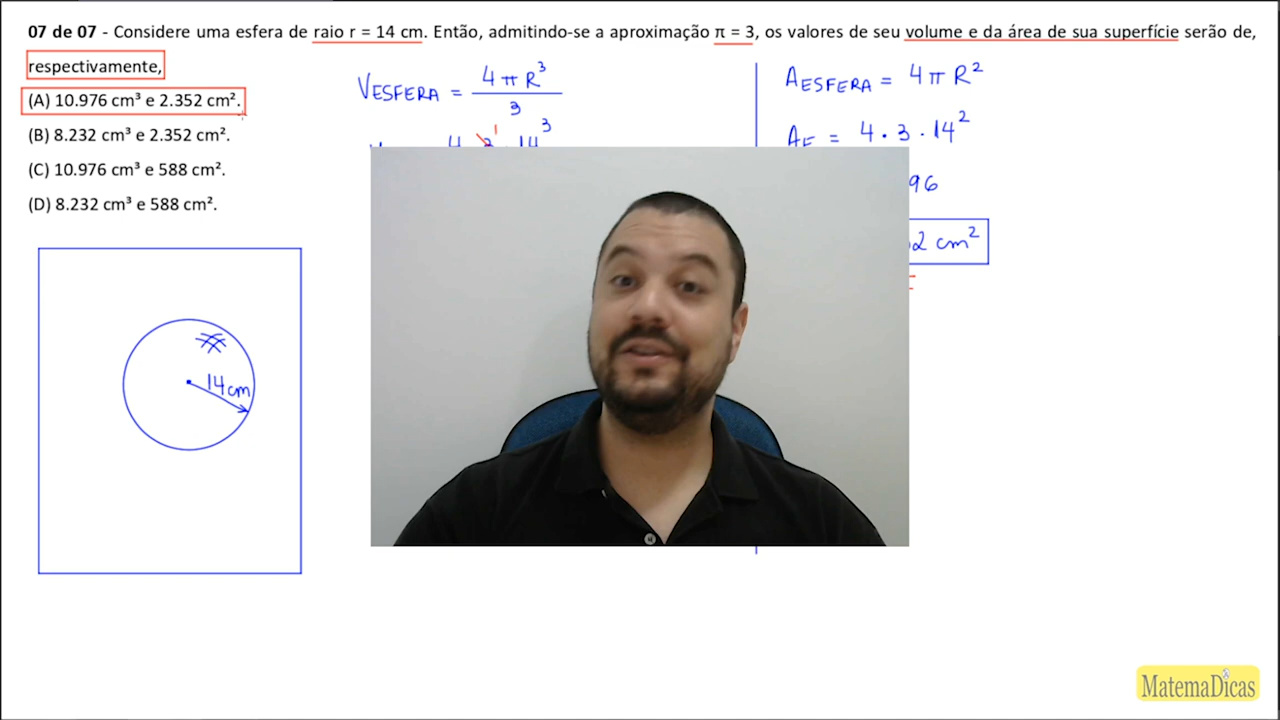 07 de 07 - Considere uma esfera de raio r = 14 cm. Então, admitindo-se a aproximação π = 3, os valores de seu volume e da área de sua superfície serão de,
respectivamente,
(A) 10.976 cm³ e 2.352 cm².
(B) 8.232 cm³ e 2.352 cm².
(C) 10.976 cm³ e 588 cm².
(D) 8.232 cm³ e 588 cm².
14cm
VESFERA = 4πR³
3
14³
AESFERA = 4πR²
AE = 4.3.14²
96
2 cm²
MatemaDicas